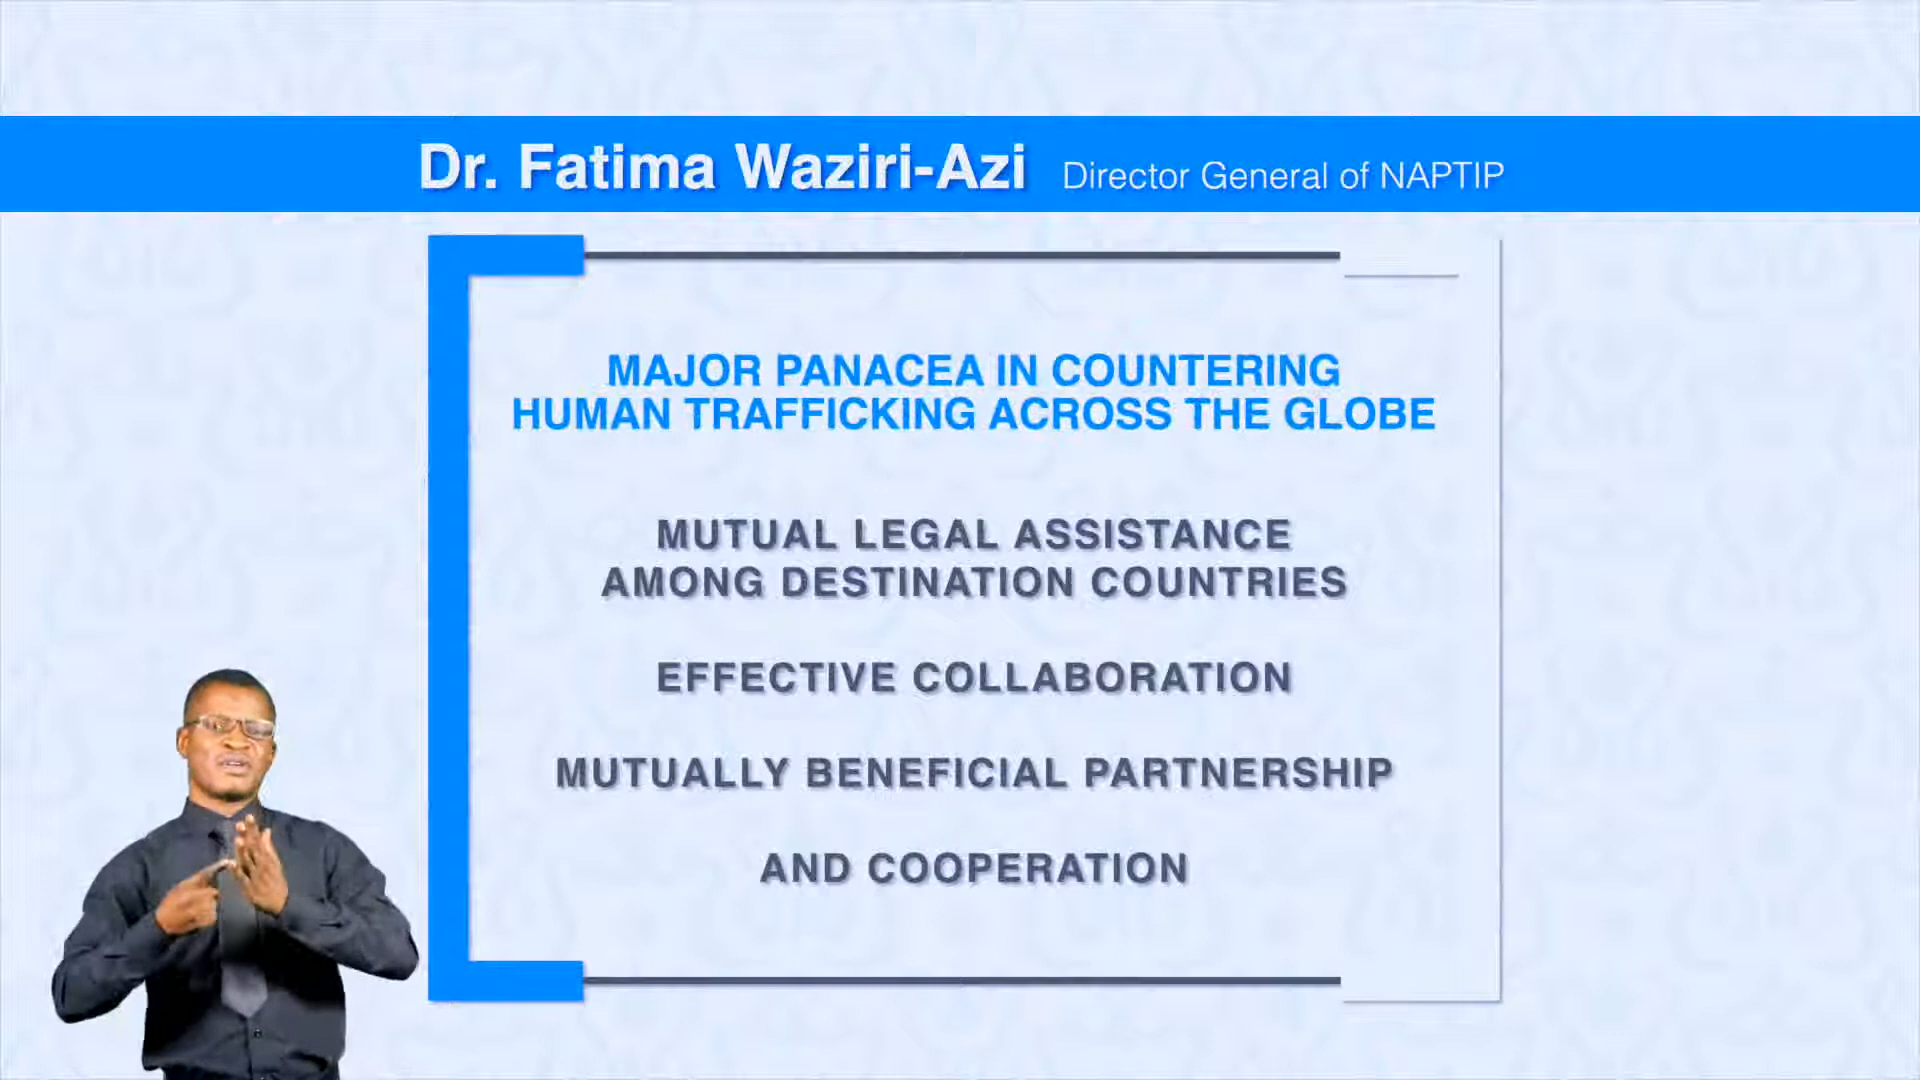 Dr. Fatima Waziri-Azi Director General of NAPTIP
MAJOR PANACEA IN COUNTERING
HUMAN TRAFFICKING ACROSS THE GLOBE
MUTUAL LEGAL ASSISTANCE
AMONG DESTINATION COUNTRIES
EFFECTIVE COLLABORATION
MUTUALLY BENEFICIAL PARTNERSHIP
AND COOPERATION